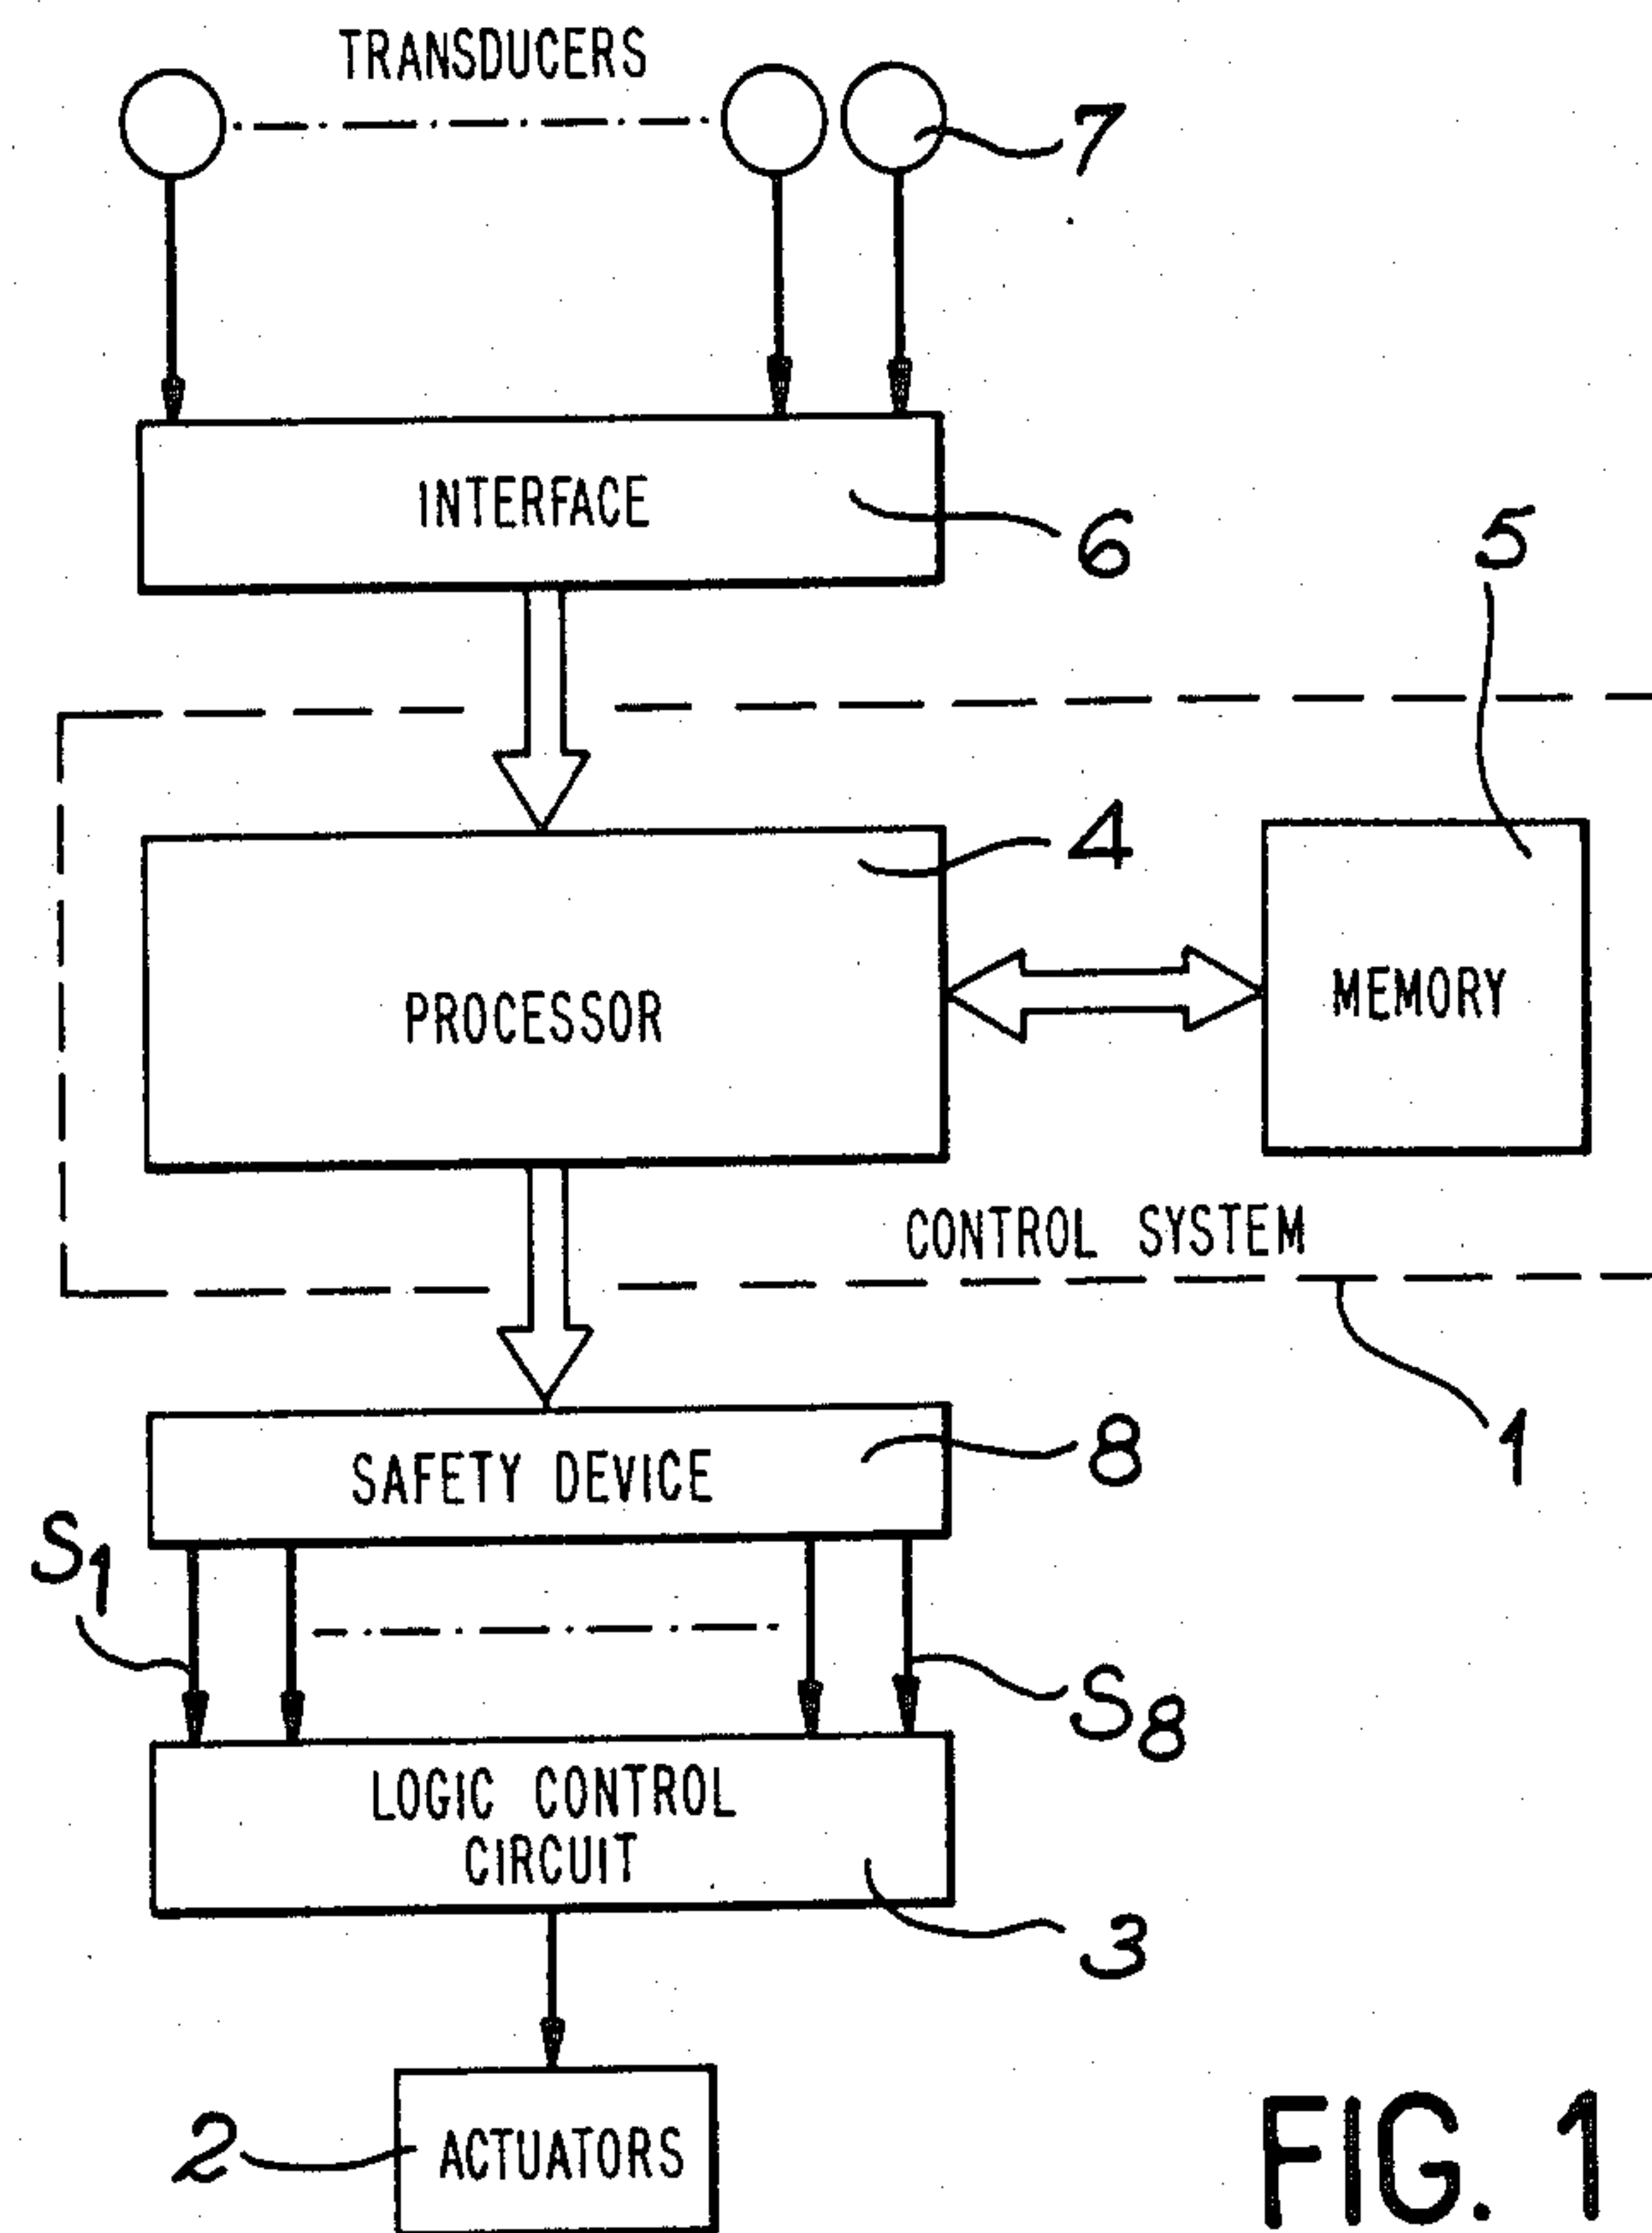 TRANSDUCERS
7
INTERFACE
6
5
4
PROCESSOR
MEMORY
CONTROL SYSTEM
1
SAFETY DEVICE
8
S1
S8
LOGIC CONTROL
CIRCUIT
3
2
ACTUATORS
FIG. 1